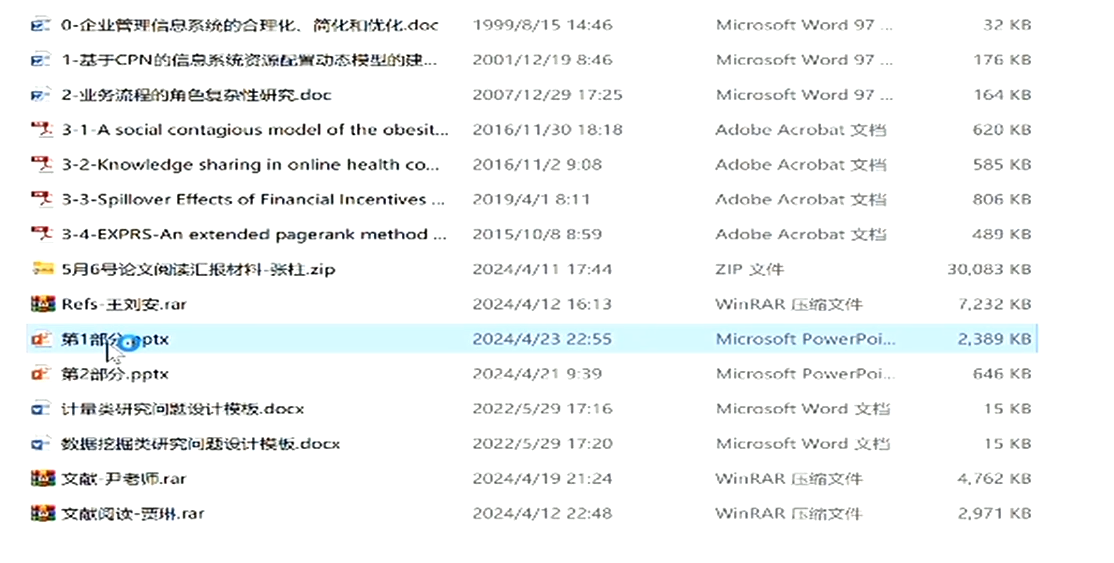 0-企业管理信息系统的合理化、简化和优化.doc 1999/8/15 14:46 Microsoft Word 97 ... 32 KB
1-基于CPN的信息系统资源配置动态模型的建... 2001/12/19 8:46 Microsoft Word 97 ... 176 KB
2-业务流程的角色复杂性研究.doc 2007/12/29 17:25 Microsoft Word 97 ... 164 KB
3-1-A social contagious model of the obesit... 2016/11/30 18:18 Adobe Acrobat 文档 620 KB
3-2-Knowledge sharing in online health co... 2016/11/2 9:08 Adobe Acrobat 文档 585 KB
3-3-Spillover Effects of Financial Incentives ... 2019/4/1 8:11 Adobe Acrobat 文档 806 KB
3-4-EXPRS-An extended pagerank method ... 2015/10/8 8:59 Adobe Acrobat 文档 489 KB
5月6号论文阅读汇报材料-张柱.zip 2024/4/11 17:44 ZIP 文件 30,083 KB
Refs-王刘安.rar 2024/4/12 16:13 WinRAR 压缩文件 7,232 KB
第1部分.pptx 2024/4/23 22:55 Microsoft PowerPoi... 2,389 KB
第2部分.pptx 2024/4/21 9:39 Microsoft PowerPoi... 646 KB
计量类研究问题设计模板.docx 2022/5/29 17:16 Microsoft Word 文档 15 KB
数据挖掘类研究问题设计模板.docx 2022/5/29 17:20 Microsoft Word 文档 15 KB
文献-尹老师.rar 2024/4/19 21:24 WinRAR 压缩文件 4,762 KB
文献阅读-贾琳.rar 2024/4/12 22:48 WinRAR 压缩文件 2,971 KB